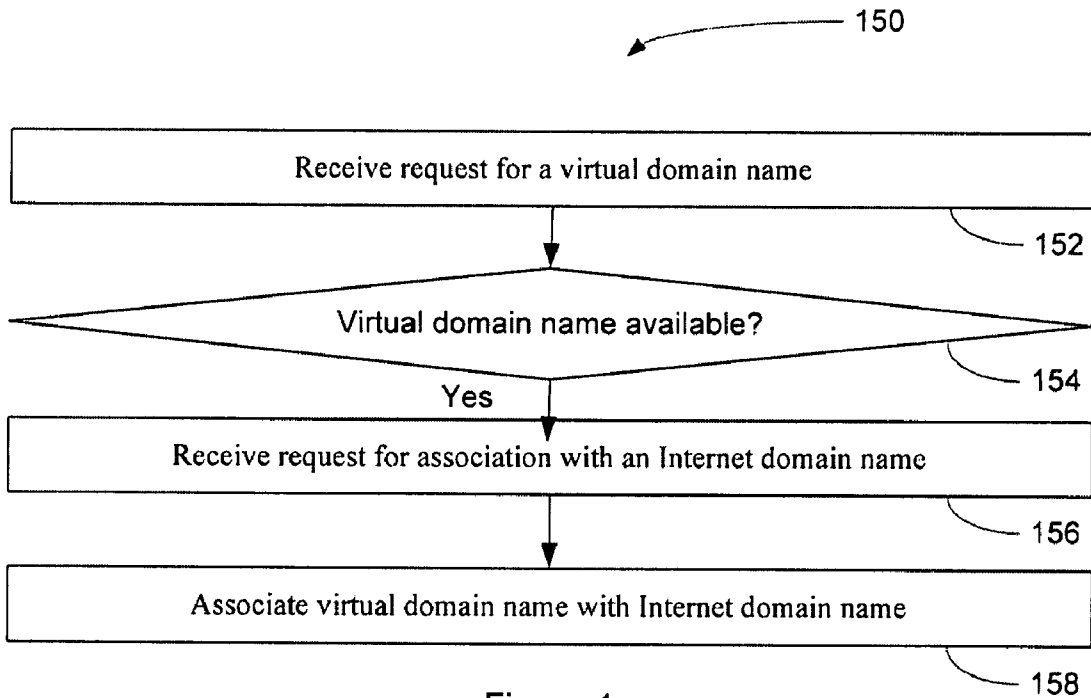 150
Receive request for a virtual domain name
152
Virtual domain name available?
154
Yes
Receive request for association with an Internet domain name
156
Associate virtual domain name with Internet domain name
158